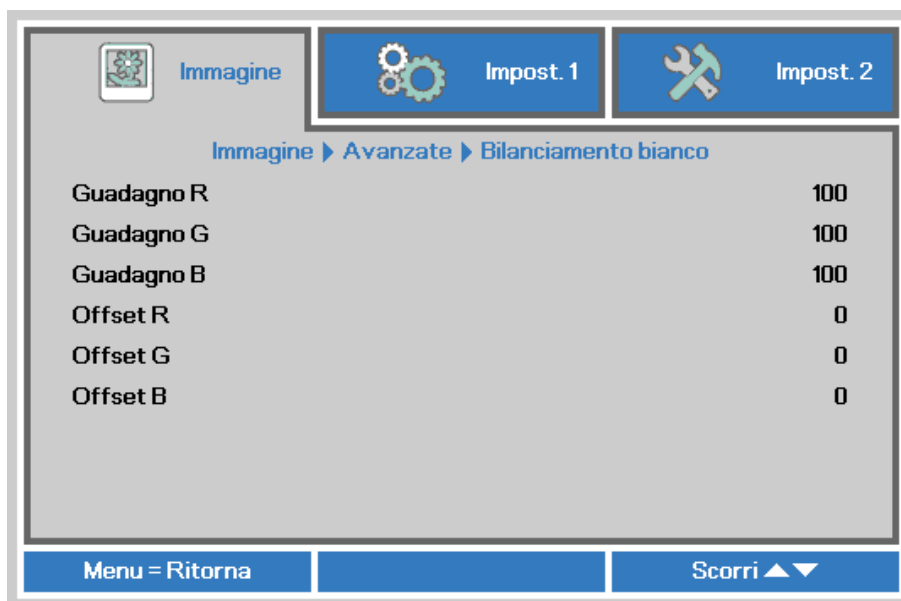 Immagine Impost. 1 Impost. 2
Immagine ▶ Avanzate ▶ Bilanciamento bianco
Guadagno R 100
Guadagno G 100
Guadagno B 100
Offset R 0
Offset G 0
Offset B 0
Menu = Ritorna Scorri ▲▼